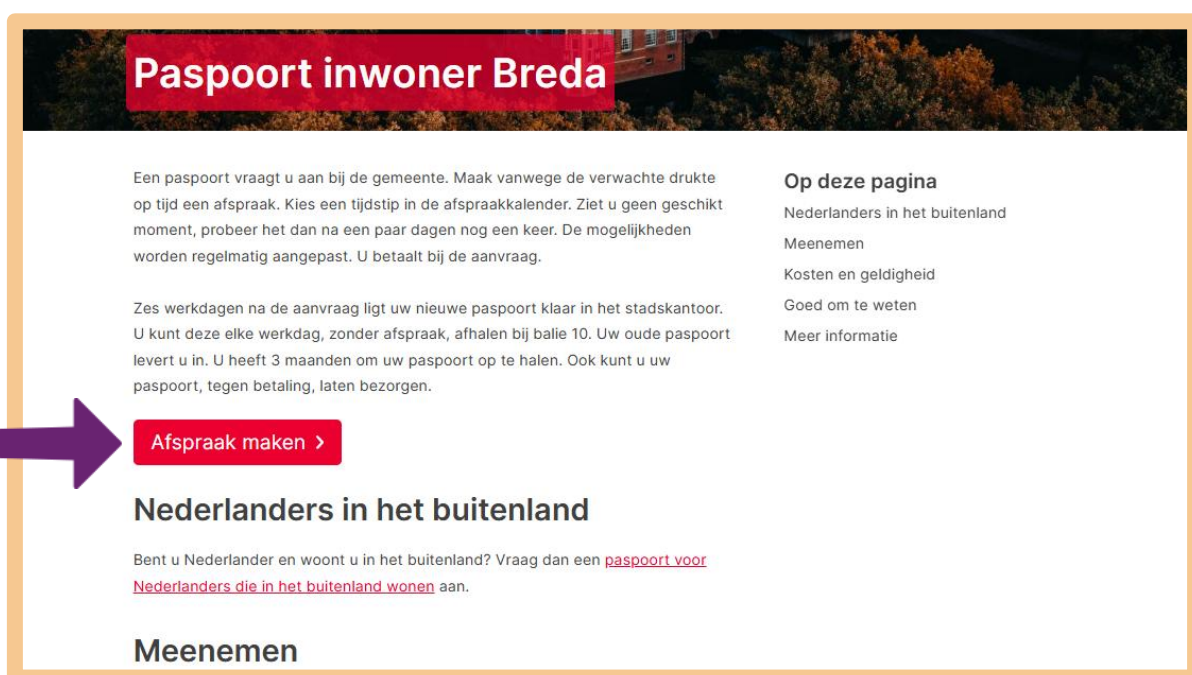 Paspoort inwoner Breda
Een paspoort vraagt u aan bij de gemeente. Maak vanwege de verwachte drukte
op tijd een afspraak. Kies een tijdstip in de afspraakkalender. Ziet u geen geschikt
moment, probeer het dan na een paar dagen nog een keer. De mogelijkheden
worden regelmatig aangepast. U betaalt bij de aanvraag.
Zes werkdagen na de aanvraag ligt uw nieuwe paspoort klaar in het stadskantoor.
U kunt deze elke werkdag, zonder afspraak, afhalen bij balie 10. Uw oude paspoort
levert u in. U heeft 3 maanden om uw paspoort op te halen. Ook kunt u uw
paspoort, tegen betaling, laten bezorgen.
Afspraak maken >
Nederlanders in het buitenland
Bent u Nederlander en woont u in het buitenland? Vraag dan een paspoort voor
Nederlanders die in het buitenland wonen aan.
Meenemen
Op deze pagina
Nederlanders in het buitenland
Meenemen
Kosten en geldigheid
Goed om te weten
Meer informatie